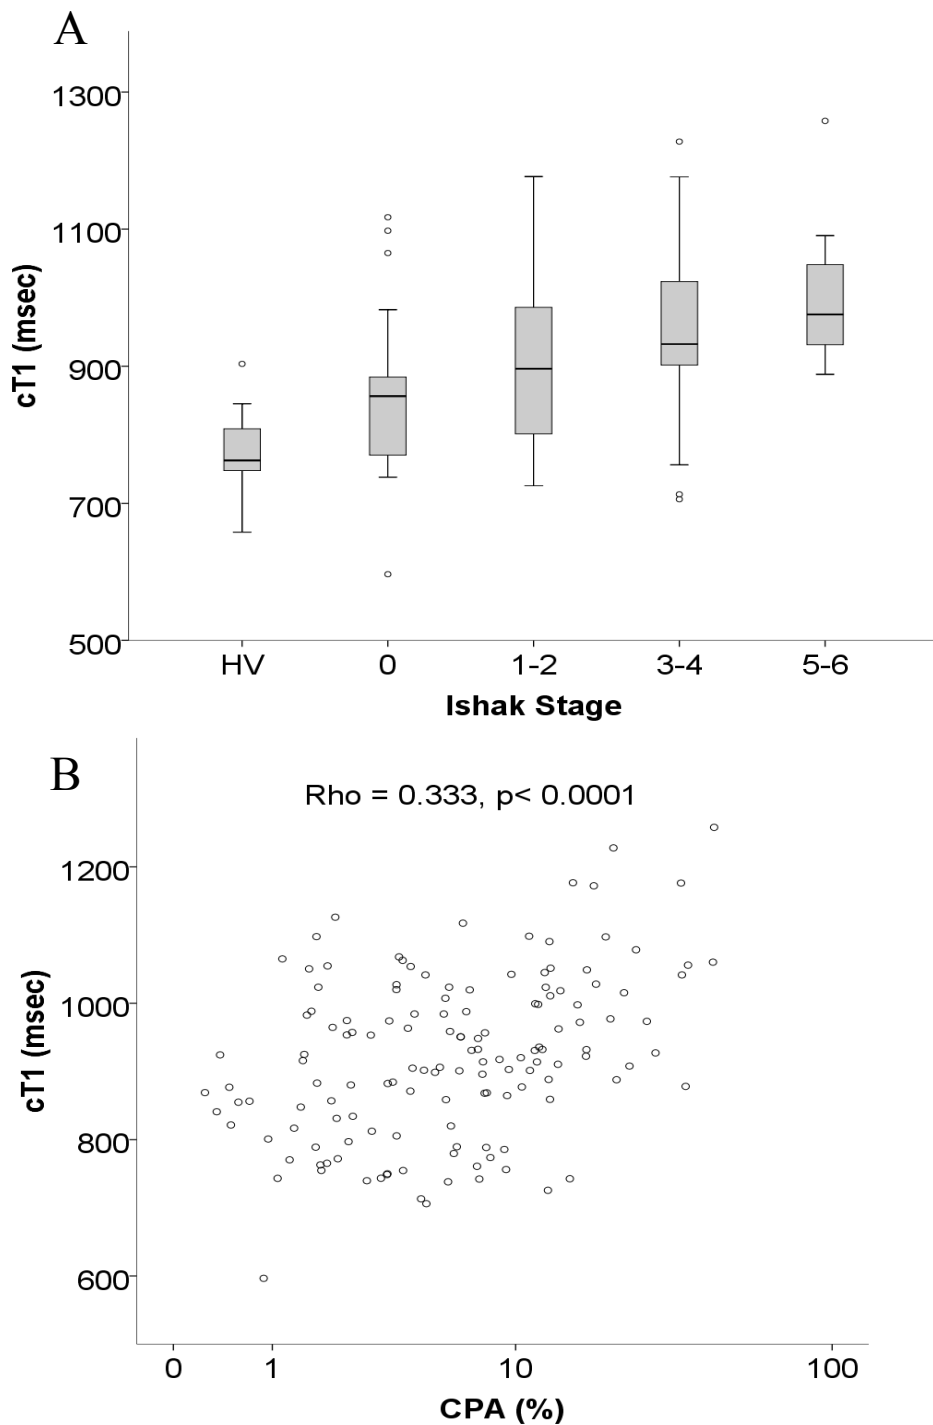 A
1300
1100
900
700
500
cT1 (msec)
HV 0 1-2 3-4 5-6
Ishak Stage
B
Rho = 0.333, p< 0.0001
1200
1000
800
600
cT1 (msec)
0 1 10 100
CPA (%)